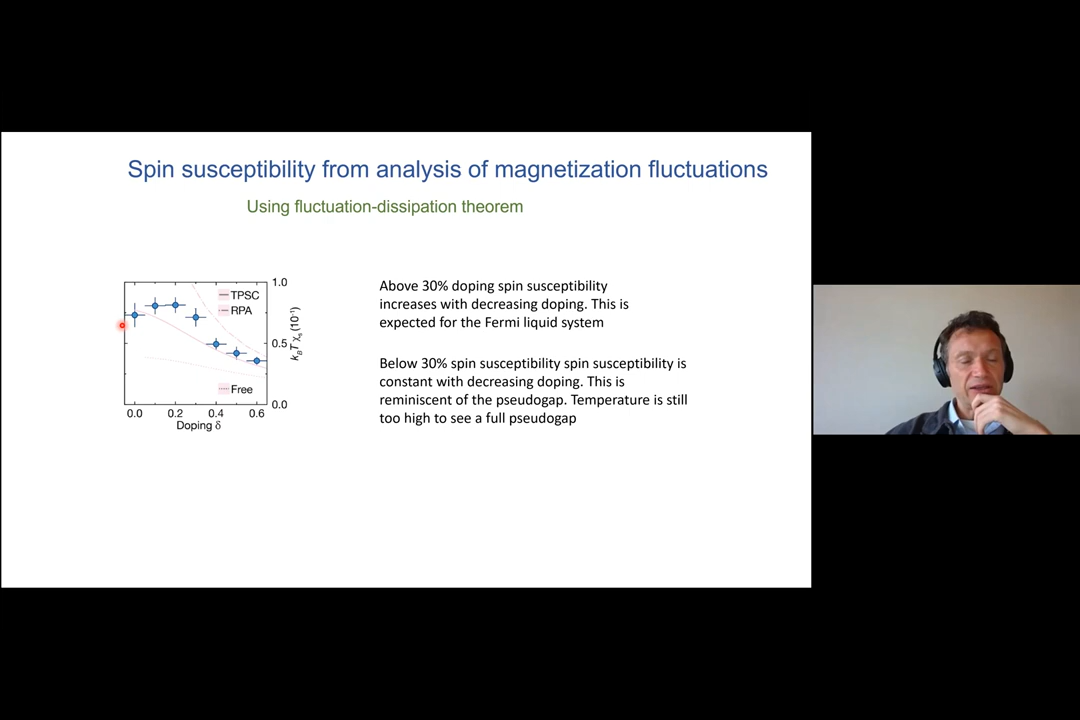 Spin susceptibility from analysis of magnetization fluctuations
Using fluctuation-dissipation theorem
TPSC
RPA
Free
1.0
0.5
0.0
k_BTχ_s (10⁻¹)
0.0 0.2 0.4 0.6
Doping δ
Above 30% doping spin susceptibility
increases with decreasing doping. This is
expected for the Fermi liquid system
Below 30% spin susceptibility spin susceptibility is
constant with decreasing doping. This is
reminiscent of the pseudogap. Temperature is still
too high to see a full pseudogap